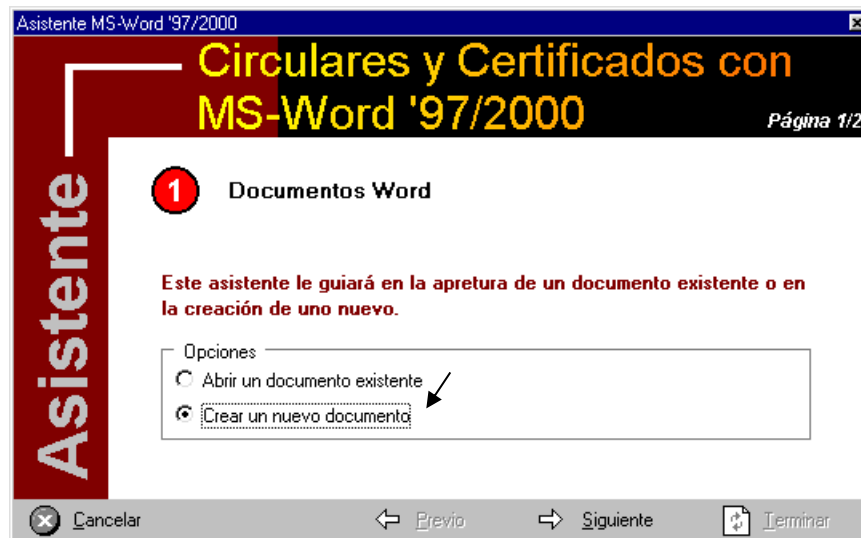 Asistente MS-Word '97/2000
Circulares y Certificados con
MS-Word '97/2000
Página 1/2
Asistente
1 Documentos Word
Este asistente le guiará en la apretura de un documento existente o en
la creación de uno nuevo.
Opciones
Abrir un documento existente
Crear un nuevo documento
Cancelar Previo Siguiente Terminar